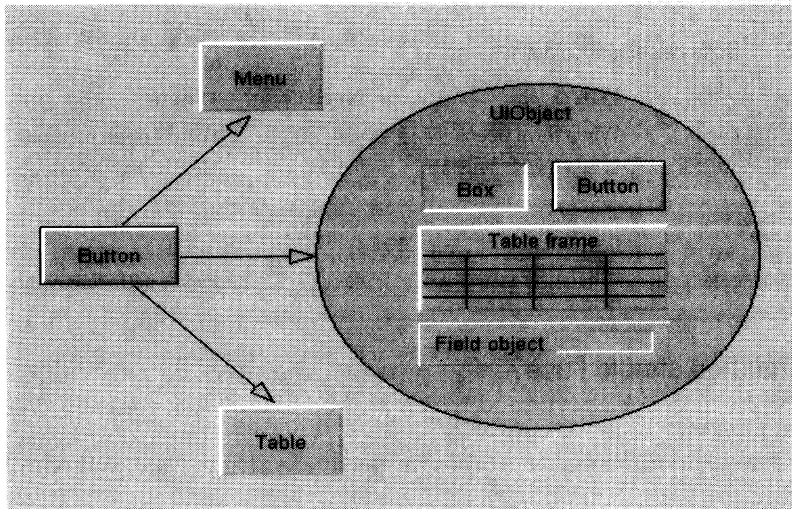 Menu
UIObject
Box
Button
Table frame
Button
Field object
Table